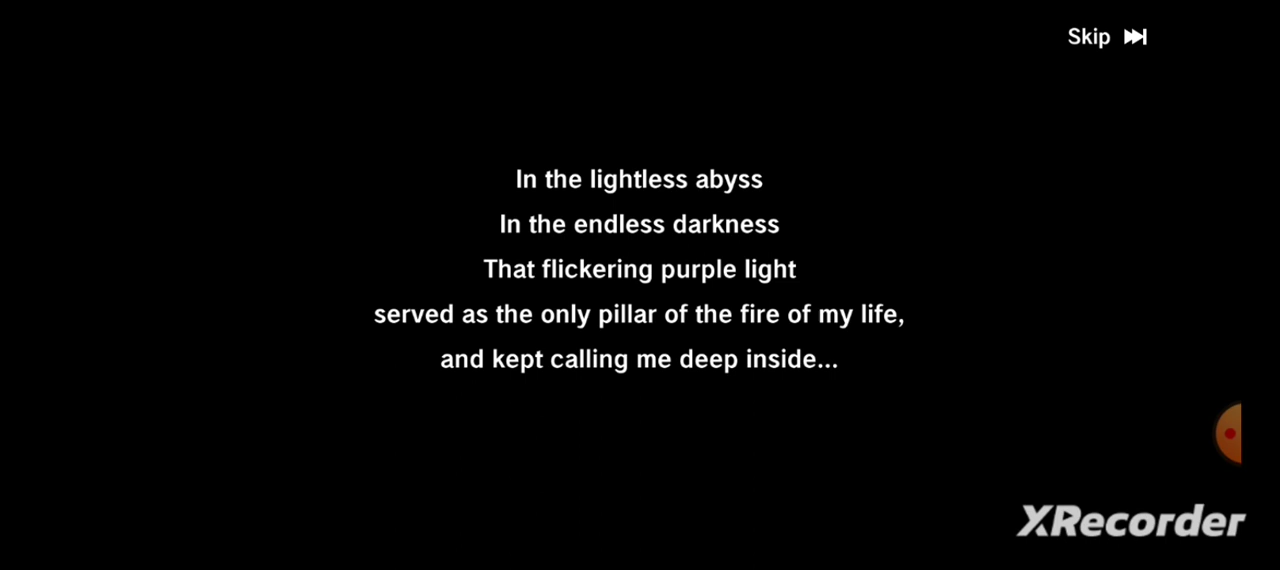 Skip
In the lightless abyss
In the endless darkness
That flickering purple light
served as the only pillar of the fire of my life,
and kept calling me deep inside...
XRecorder